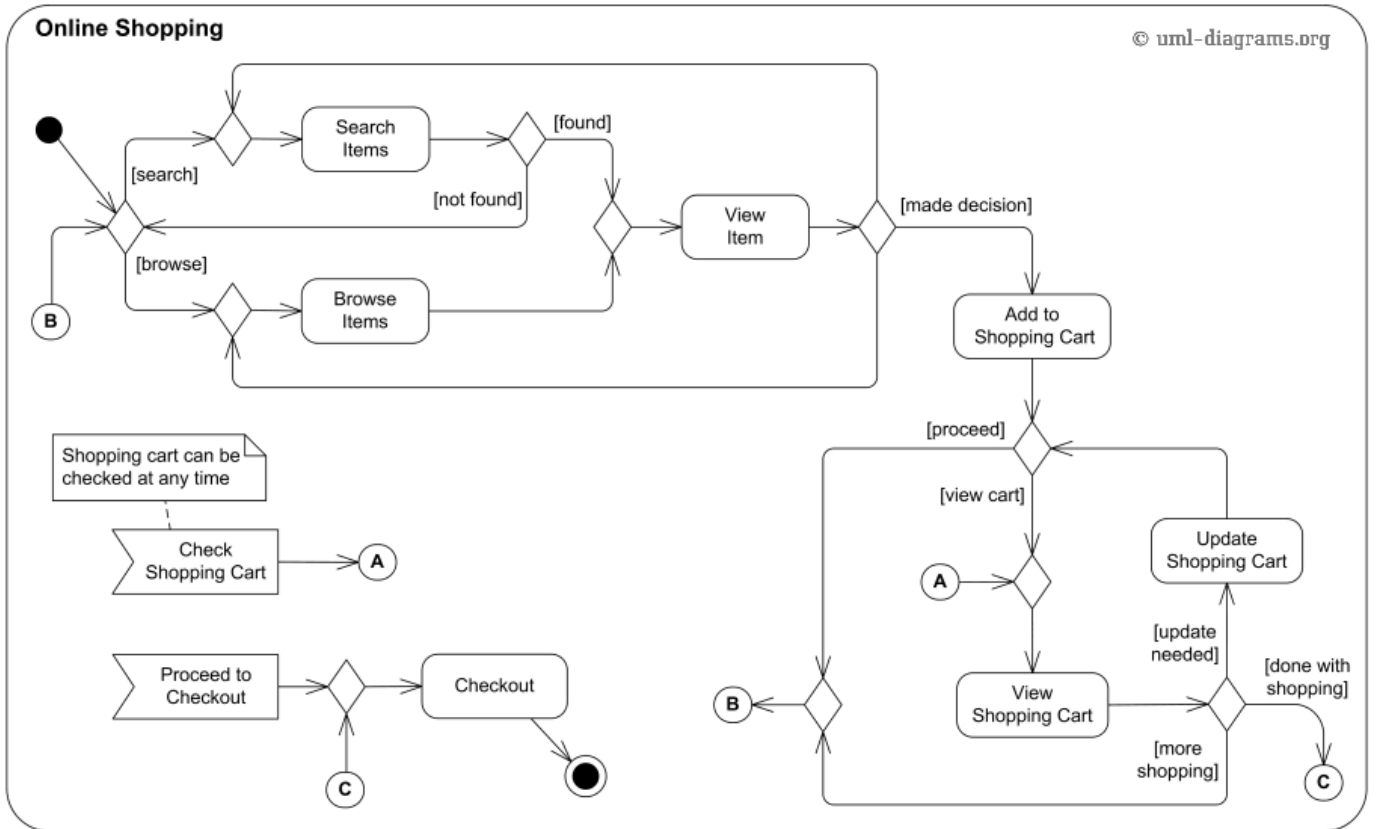 Online Shopping
© uml-diagrams.org
Search
Items
[found]
[search]
[not found]
View
Item
[made decision]
[browse]
Browse
Items
B
Add to
Shopping Cart
[proceed]
Shopping cart can be
checked at any time
[view cart]
Check
Shopping Cart
A
A
Update
Shopping Cart
[update
needed]
[done with
shopping]
Proceed to
Checkout
Checkout
B
View
Shopping Cart
[more
shopping]
C
C